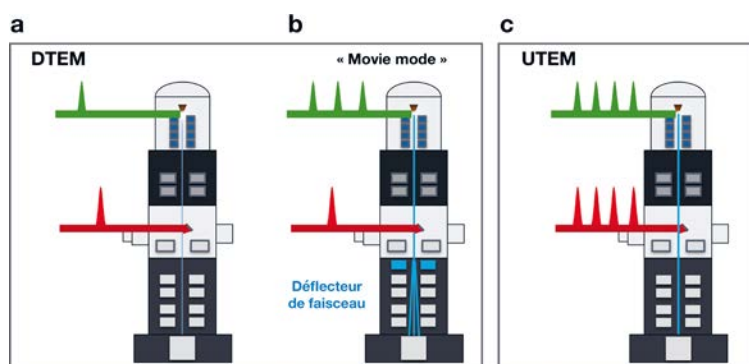 a
b
c
DTEM
« Movie mode »
UTEM
Déflecteur
de faisceau